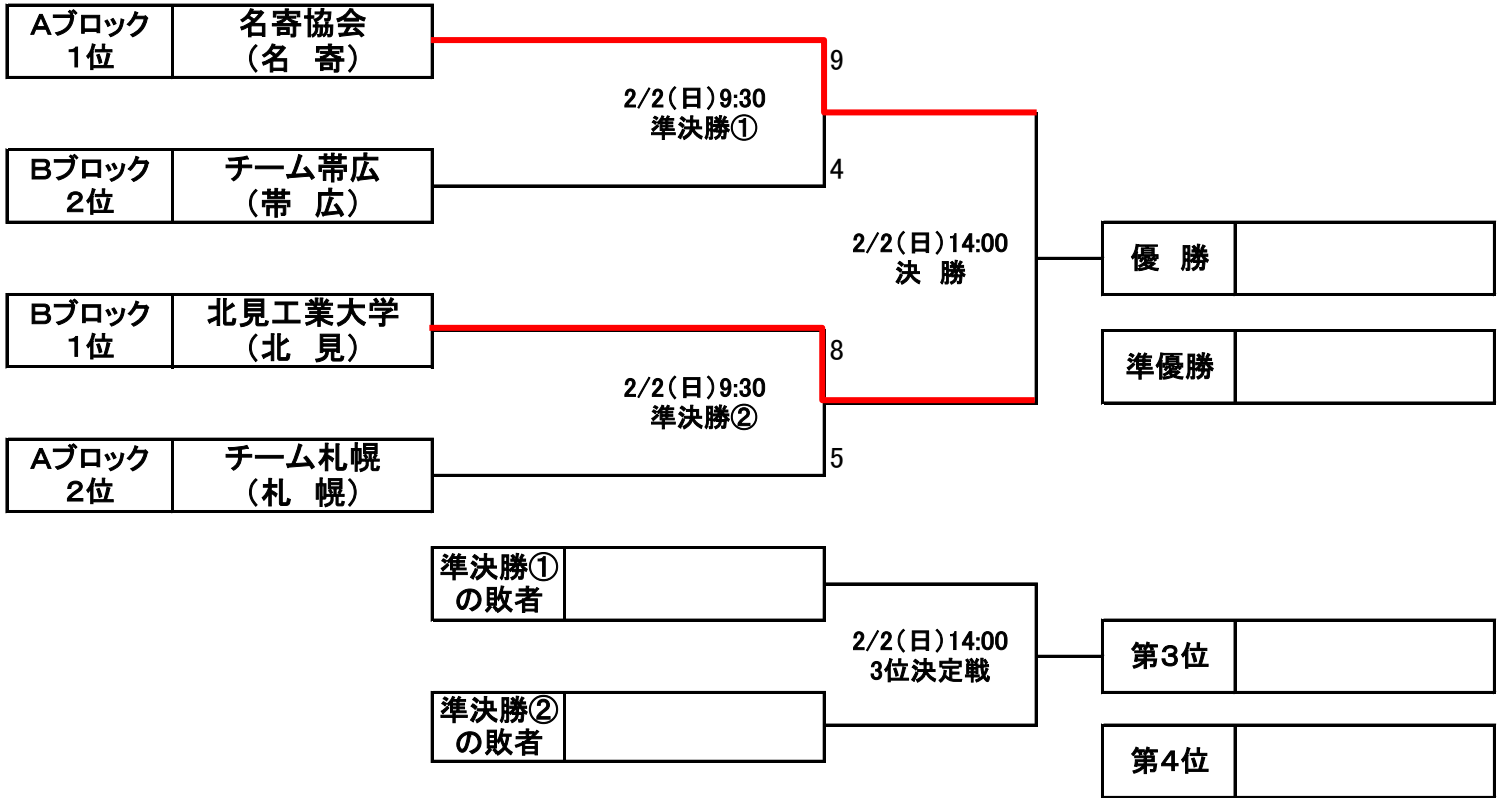 Aブロック
1位
名寄協会
（名　寄）
9
2/2(日)9:30
準決勝①
Bブロック
2位
チーム帯広
（帯　広）
4
2/2(日)14:00
決　勝
優　勝
Bブロック
1位
北見工業大学
（北　見）
8
準優勝
2/2(日)9:30
準決勝②
Aブロック
2位
チーム札幌
（札　幌）
5
準決勝①
の敗者
2/2(日)14:00
3位決定戦
第3位
準決勝②
の敗者
第4位